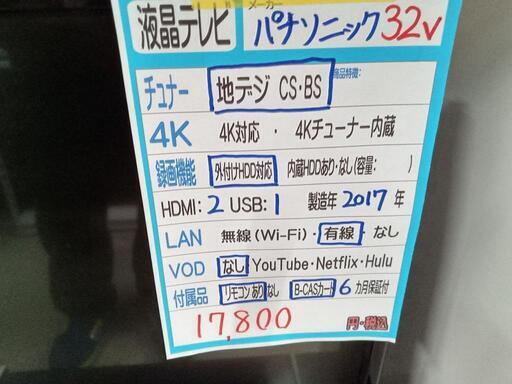 液晶テレビ メーカー パナソニック 32V
商品特徴:
チュナー 地デジ CS・BS
4K 4K対応 ・ 4Kチューナー内蔵
録画機能 外付けHDD対応 内蔵HDDあり・なし(容量: )
HDMI: 2 USB: 1 製造年 2017 年
LAN 無線(Wi-Fi)・有線・なし
VOD なし YouTube・Netflix・Hulu
付属品 リモコンあり なし B-CASカード 6 カ月保証付
17,800 円・税込